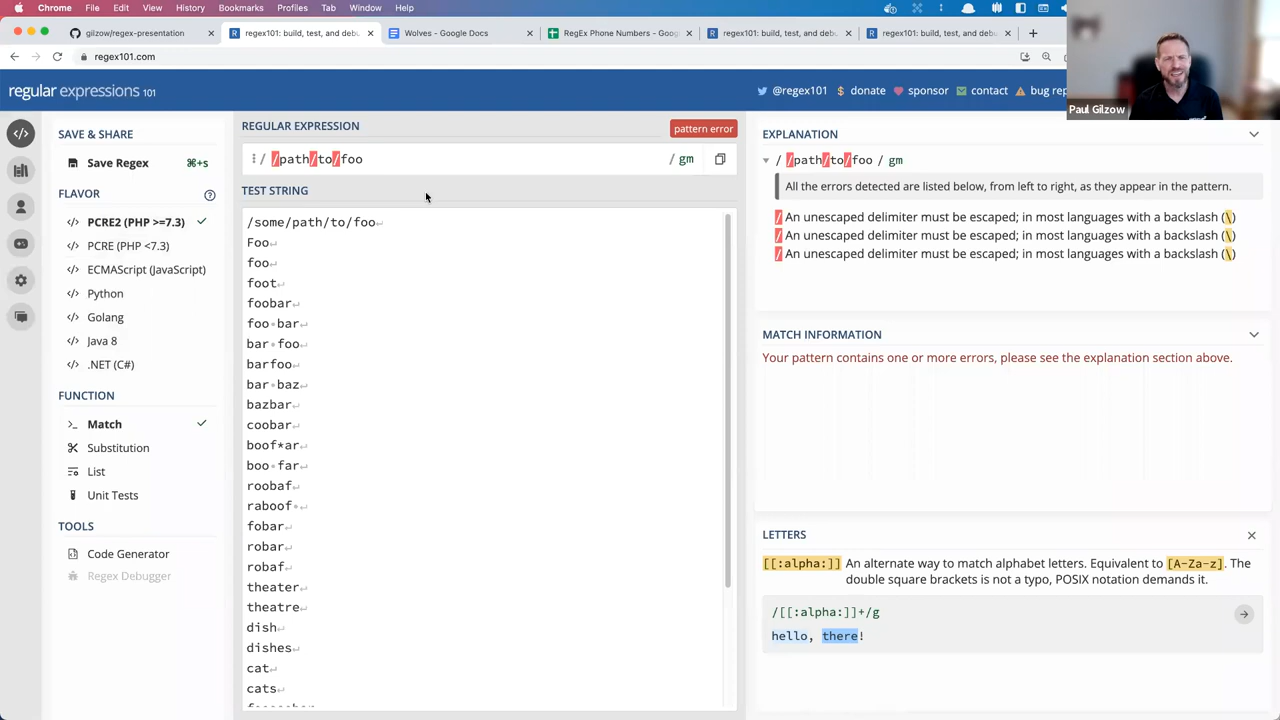 Chrome File Edit View History Bookmarks Profiles Tab Window Help
gilzow/regex-presentation
regex101: build, test, and debu
Wolves - Google Docs
RegEx Phone Numbers - Goog
regex101: build, test, and debu
regex101: build, test, and debu
regex101.com
regular expressions 101
@regex101 donate sponsor contact bug rep
Paul Gilzow
SAVE & SHARE
Save Regex ⌘+s
FLAVOR
PCRE2 (PHP >=7.3)
PCRE (PHP <7.3)
ECMAScript (JavaScript)
Python
Golang
Java 8
.NET (C#)
FUNCTION
Match
Substitution
List
Unit Tests
TOOLS
Code Generator
Regex Debugger
REGULAR EXPRESSION
pattern error
/ /path/to/foo / gm
TEST STRING
/some/path/to/foo
Foo
foo
foot
foobar
foo bar
bar foo
barfoo
bar baz
bazbar
coobar
boof*ar
boo far
roobaf
raboof
fobar
robar
robaf
theater
theatre
dish
dishes
cat
cats
EXPLANATION
/ /path/to/foo / gm
All the errors detected are listed below, from left to right, as they appear in the pattern.
/ An unescaped delimiter must be escaped; in most languages with a backslash (\)
/ An unescaped delimiter must be escaped; in most languages with a backslash (\)
/ An unescaped delimiter must be escaped; in most languages with a backslash (\)
MATCH INFORMATION
Your pattern contains one or more errors, please see the explanation section above.
LETTERS
[[:alpha:]] An alternate way to match alphabet letters. Equivalent to [A-Za-z]. The
double square brackets is not a typo, POSIX notation demands it.
/[[:alpha:]]+/g
hello, there!